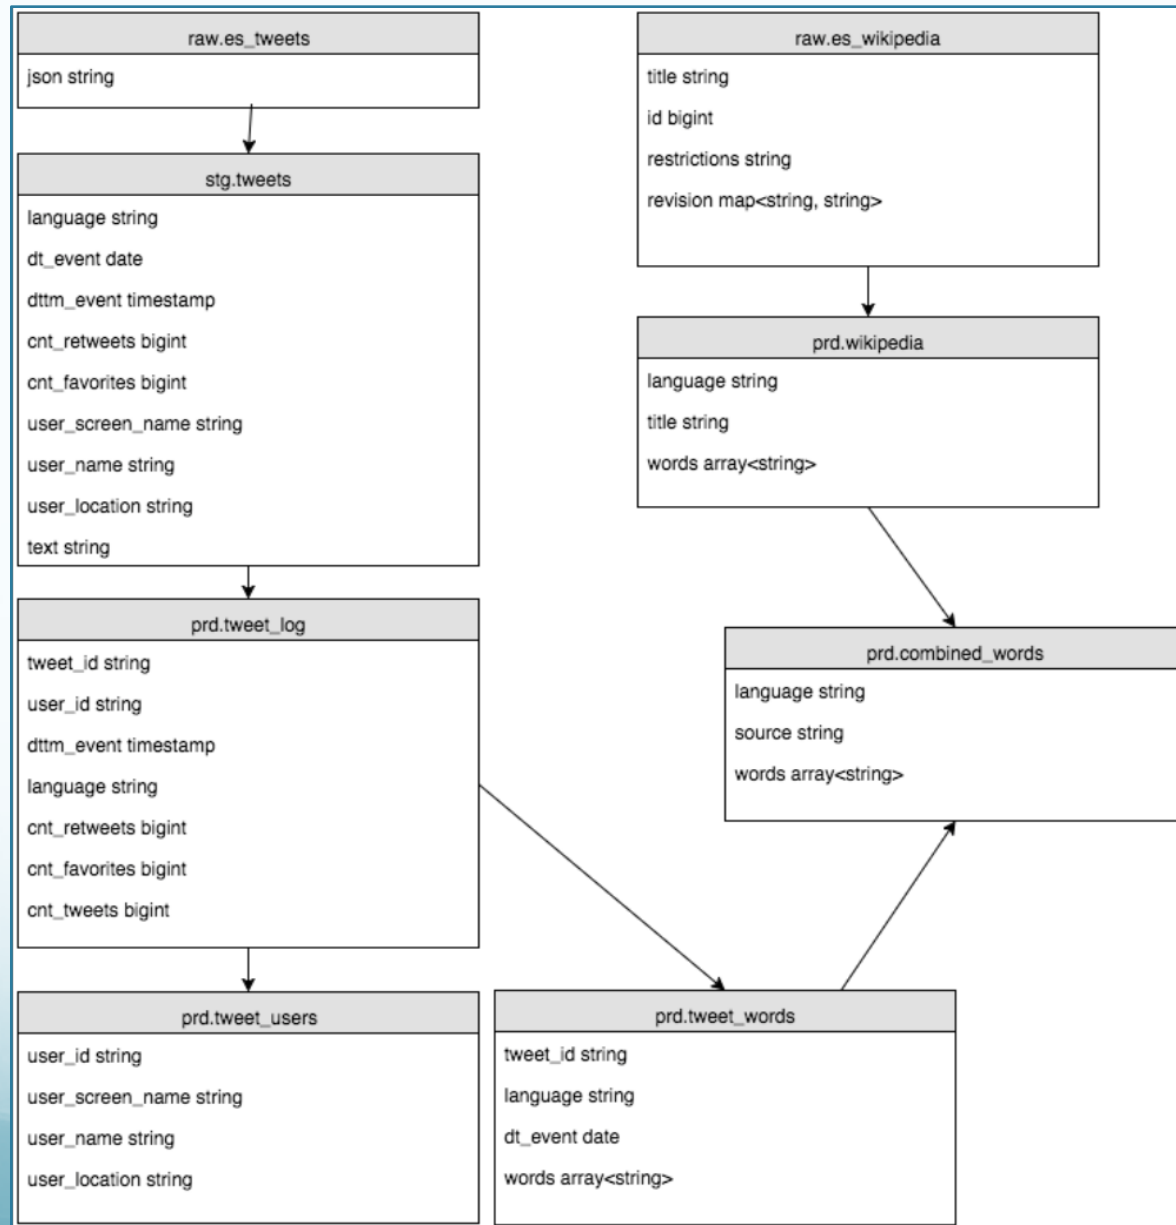 raw.es_tweets
json string
stg.tweets
language string
dt_event date
dttm_event timestamp
cnt_retweets bigint
cnt_favorites bigint
user_screen_name string
user_name string
user_location string
text string
prd.tweet_log
tweet_id string
user_id string
dttm_event timestamp
language string
cnt_retweets bigint
cnt_favorites bigint
cnt_tweets bigint
prd.tweet_users
user_id string
user_screen_name string
user_name string
user_location string
raw.es_wikipedia
title string
id bigint
restrictions string
revision map<string, string>
prd.wikipedia
language string
title string
words array<string>
prd.combined_words
language string
source string
words array<string>
prd.tweet_words
tweet_id string
language string
dt_event date
words array<string>